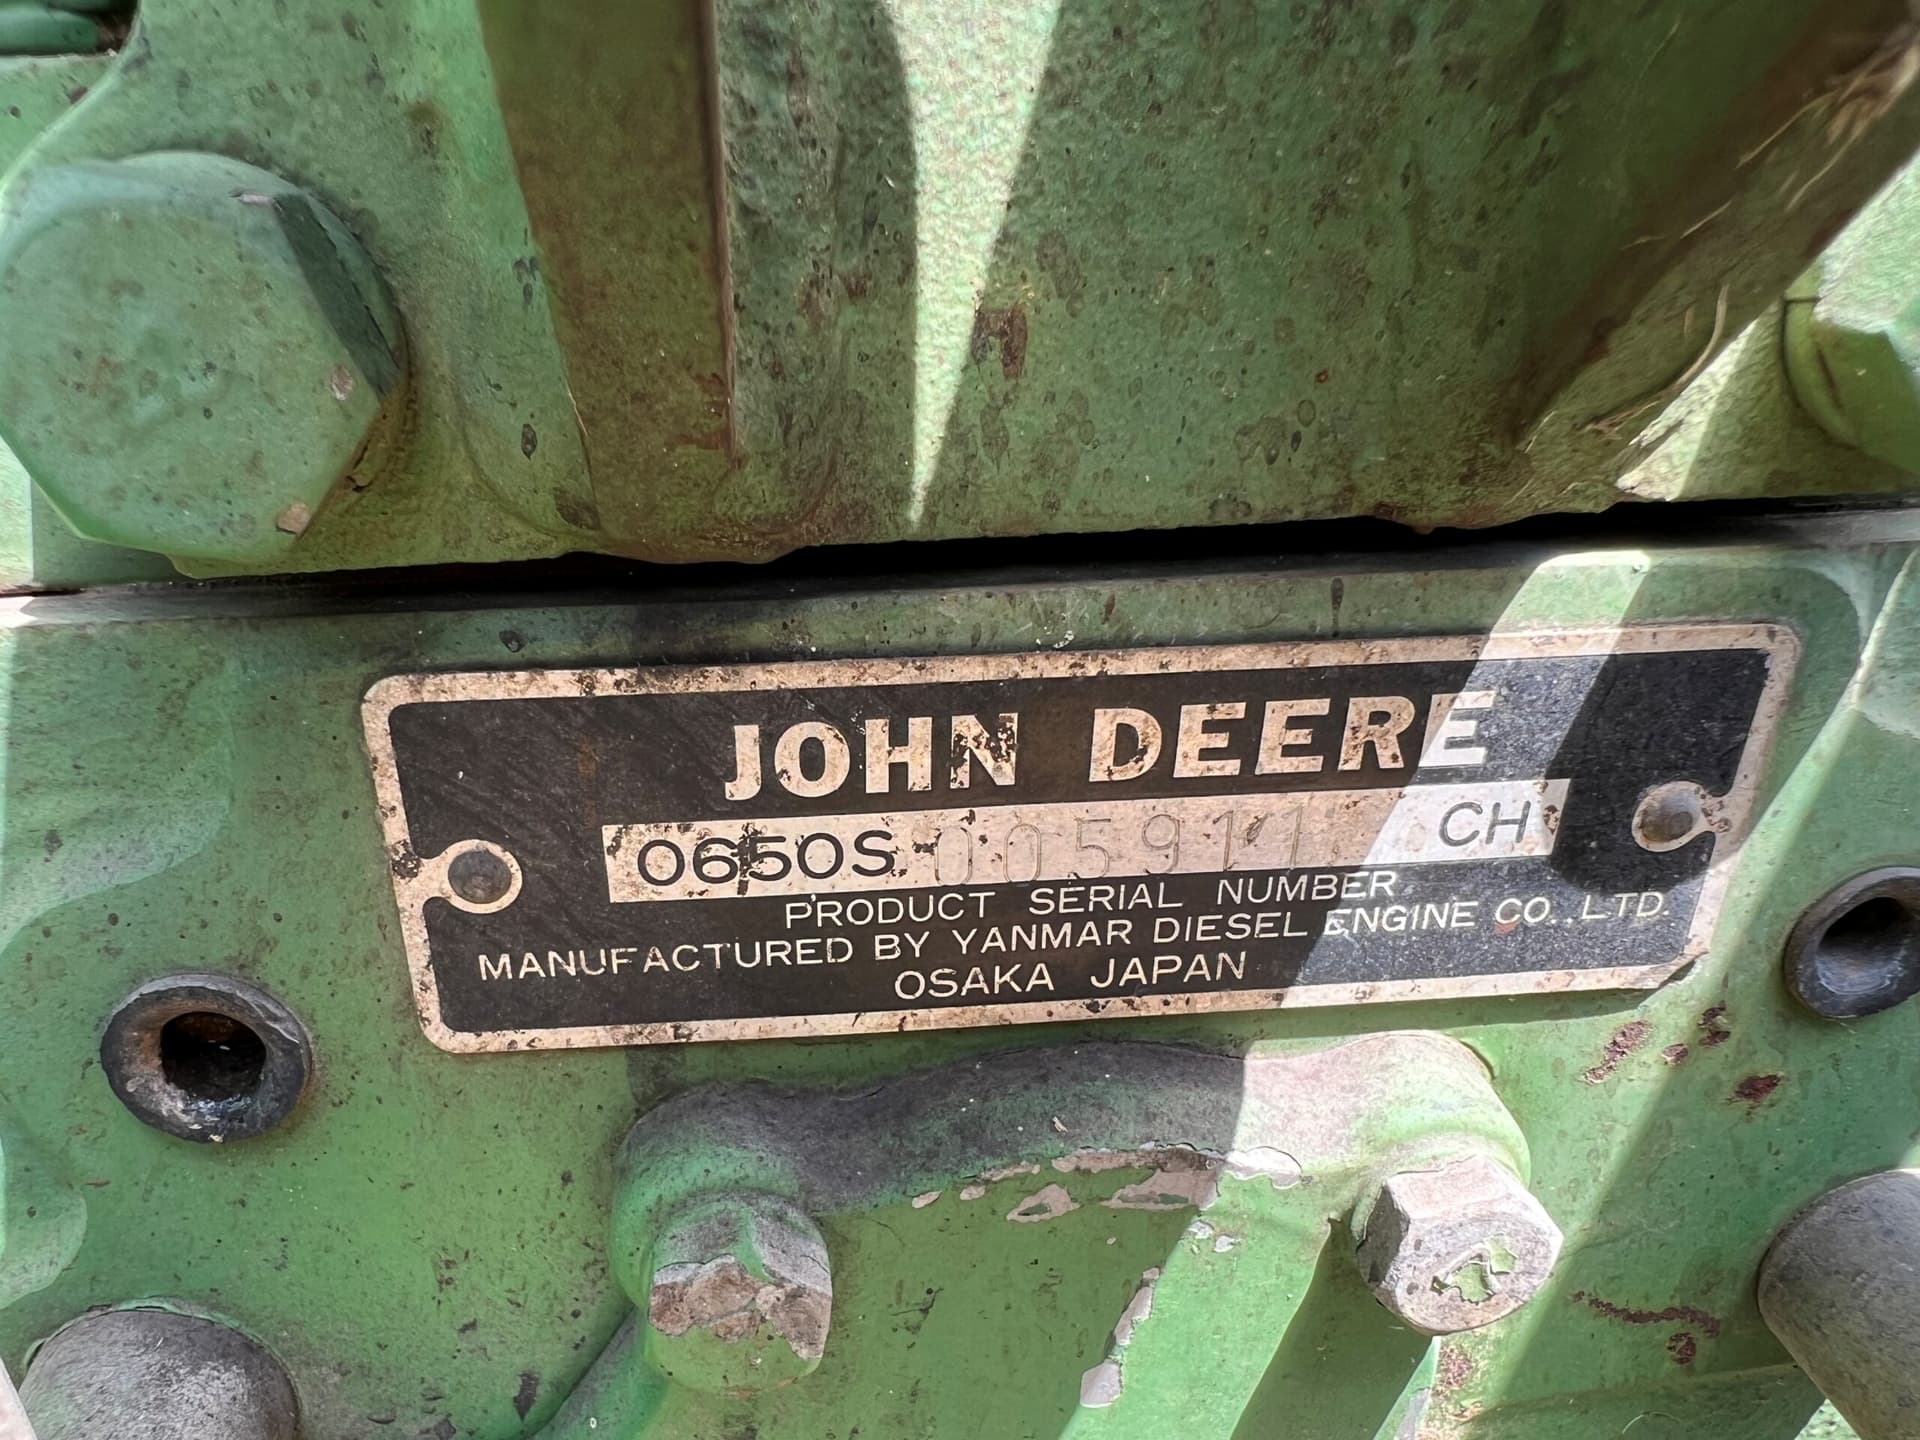 JOHN DEERE
0650S-005911 CH
PRODUCT SERIAL NUMBER
MANUFACTURED BY YANMAR DIESEL ENGINE CO.,LTD.
OSAKA JAPAN